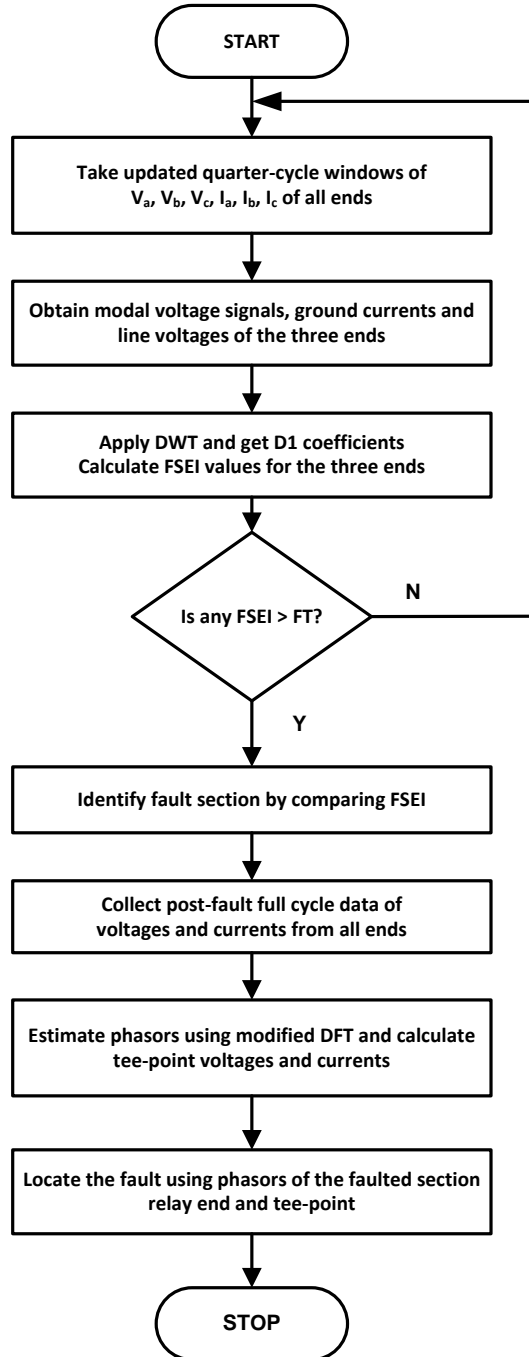 START
Take updated quarter-cycle windows of
Va, Vb, Vc, Ia, Ib, Ic of all ends
Obtain modal voltage signals, ground currents and
line voltages of the three ends
Apply DWT and get D1 coefficients
Calculate FSEI values for the three ends
Is any FSEI > FT?
N
Y
Identify fault section by comparing FSEI
Collect post-fault full cycle data of
voltages and currents from all ends
Estimate phasors using modified DFT and calculate
tee-point voltages and currents
Locate the fault using phasors of the faulted section
relay end and tee-point
STOP